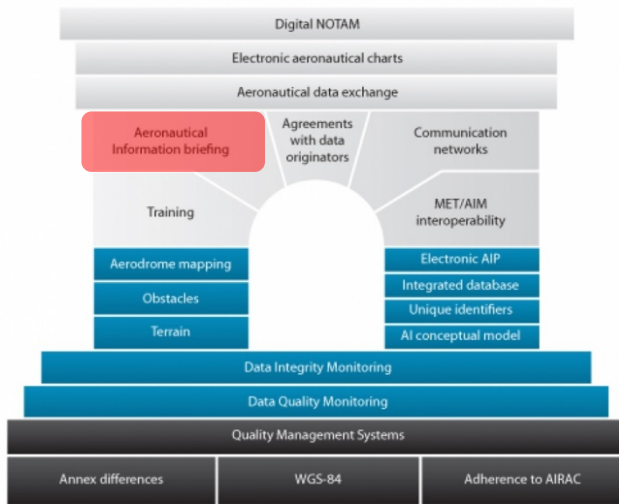 Digital NOTAM
Electronic aeronautical charts
Aeronautical data exchange
Aeronautical
Information briefing
Agreements
with data
originators
Communication
networks
Training
MET/AIM
interoperability
Aerodrome mapping
Obstacles
Terrain
Electronic AIP
Integrated database
Unique identifiers
AI conceptual model
Data Integrity Monitoring
Data Quality Monitoring
Quality Management Systems
Annex differences
WGS-84
Adherence to AIRAC